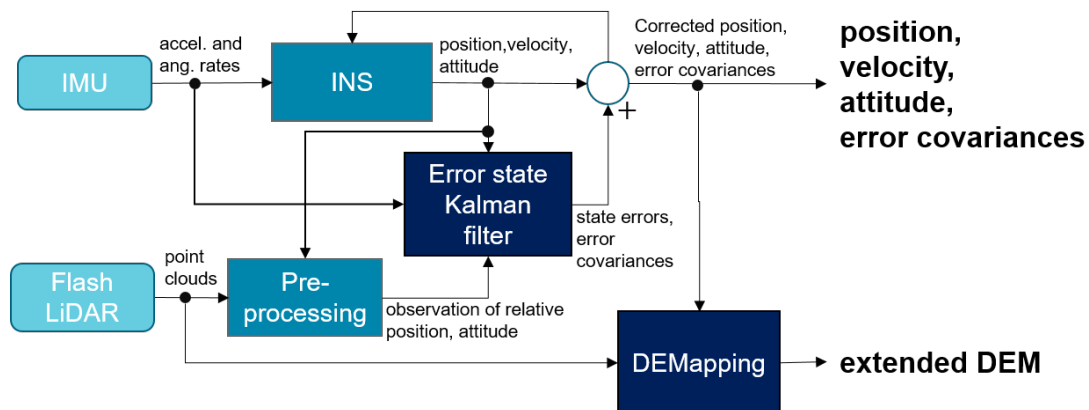 accel. and
ang. rates
IMU
INS
position,velocity,
attitude
Corrected position,
velocity, attitude,
error covariances
+
position,
velocity,
attitude,
error covariances
Error state
Kalman
filter
state errors,
error
covariances
Flash
LiDAR
point
clouds
Pre-
processing
observation of relative
position, attitude
DEMapping
extended DEM